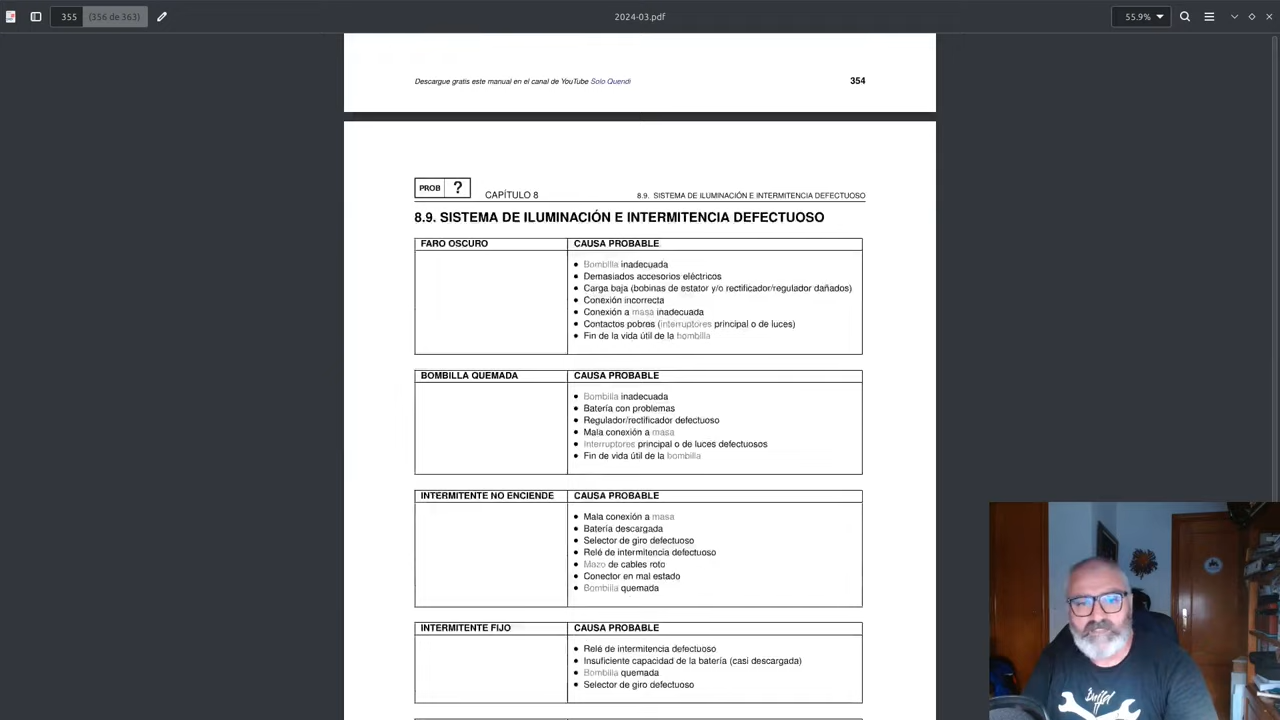 355 (356 de 363) 2024-03.pdf 55.9%
Descargue gratis este manual en el canal de YouTube Solo Quendi 354
PROB ? CAPÍTULO 8 8.9. SISTEMA DE ILUMINACIÓN E INTERMITENCIA DEFECTUOSO
8.9. SISTEMA DE ILUMINACIÓN E INTERMITENCIA DEFECTUOSO
FARO OSCURO CAUSA PROBABLE
• Bombilla inadecuada
• Demasiados accesorios eléctricos
• Carga baja (bobinas de estator y/o rectificador/regulador dañados)
• Conexión incorrecta
• Conexión a masa inadecuada
• Contactos pobres (interruptores principal o de luces)
• Fin de la vida útil de la bombilla
BOMBILLA QUEMADA CAUSA PROBABLE
• Bombilla inadecuada
• Batería con problemas
• Regulador/rectificador defectuoso
• Mala conexión a masa
• Interruptores principal o de luces defectuosos
• Fin de vida útil de la bombilla
INTERMITENTE NO ENCIENDE CAUSA PROBABLE
• Mala conexión a masa
• Batería descargada
• Selector de giro defectuoso
• Relé de intermitencia defectuoso
• Mazo de cables roto
• Conector en mal estado
• Bombilla quemada
INTERMITENTE FIJO CAUSA PROBABLE
• Relé de intermitencia defectuoso
• Insuficiente capacidad de la batería (casi descargada)
• Bombilla quemada
• Selector de giro defectuoso